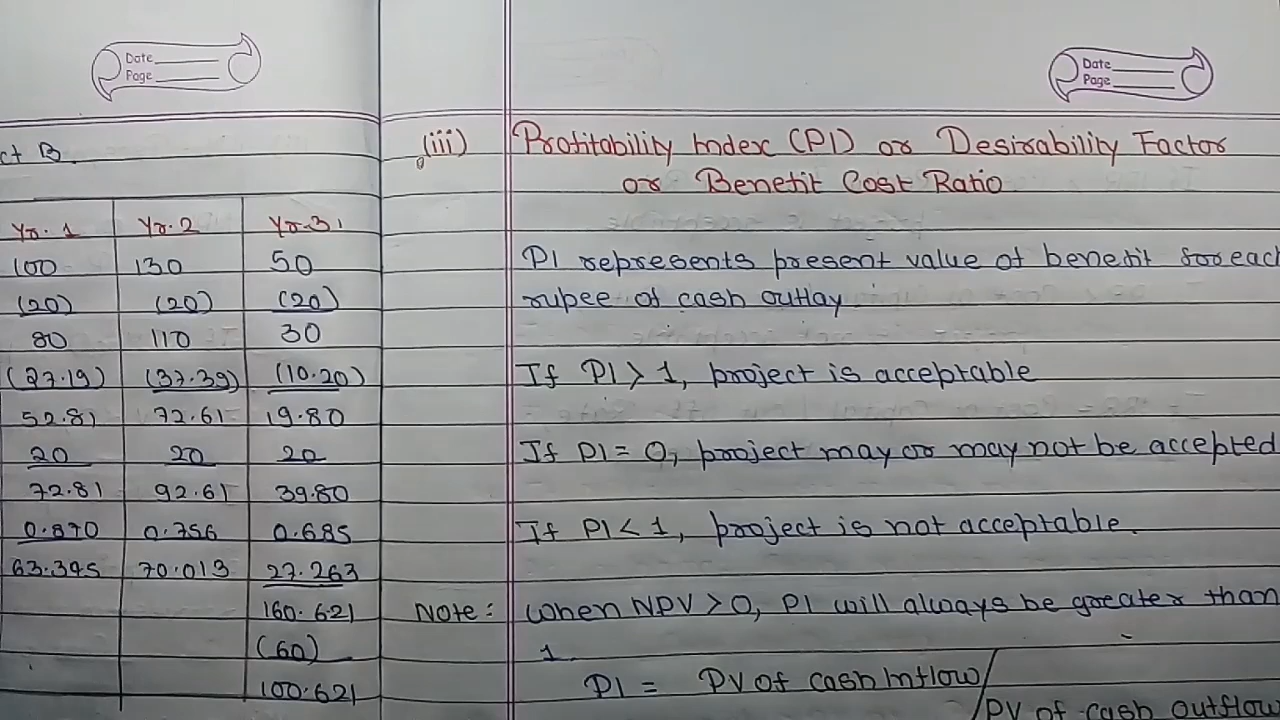 Date
Page
ct B.
Yr. 1 Yr. 2 Yr. 3
100 130 50
(20) (20) (20)
80 110 30
(27.19) (37.39) (10.20)
52.81 72.61 19.80
20 20 20
72.81 92.61 39.80
0.870 0.756 0.685
63.345 70.013 27.263
160.621
(60)
100.621
Date
Page
(iii) Profitability Index (PI) or Desirability Factor
or Benefit Cost Ratio
PI represents present value of benefit for each
rupee of cash outlay
If PI > 1, project is acceptable
If PI = 0, project may or may not be accepted
If PI < 1, project is not acceptable.
Note: When NPV > 0, PI will always be greater than
1.
PI = PV of cash Inflow /
PV of cash outflow